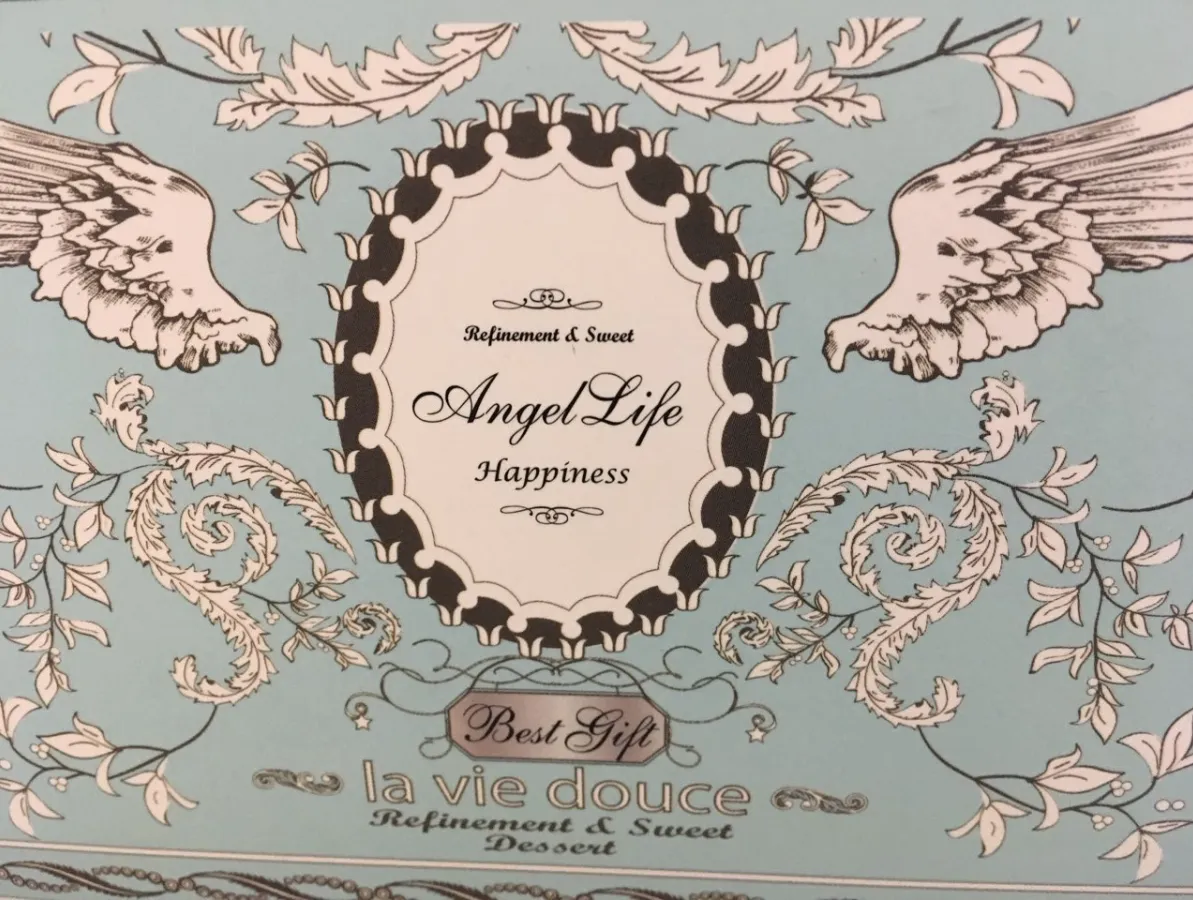 Refinement & Sweet
Angel Life
Happiness
Best Gift
la vie douce
Refinement & Sweet
Dessert